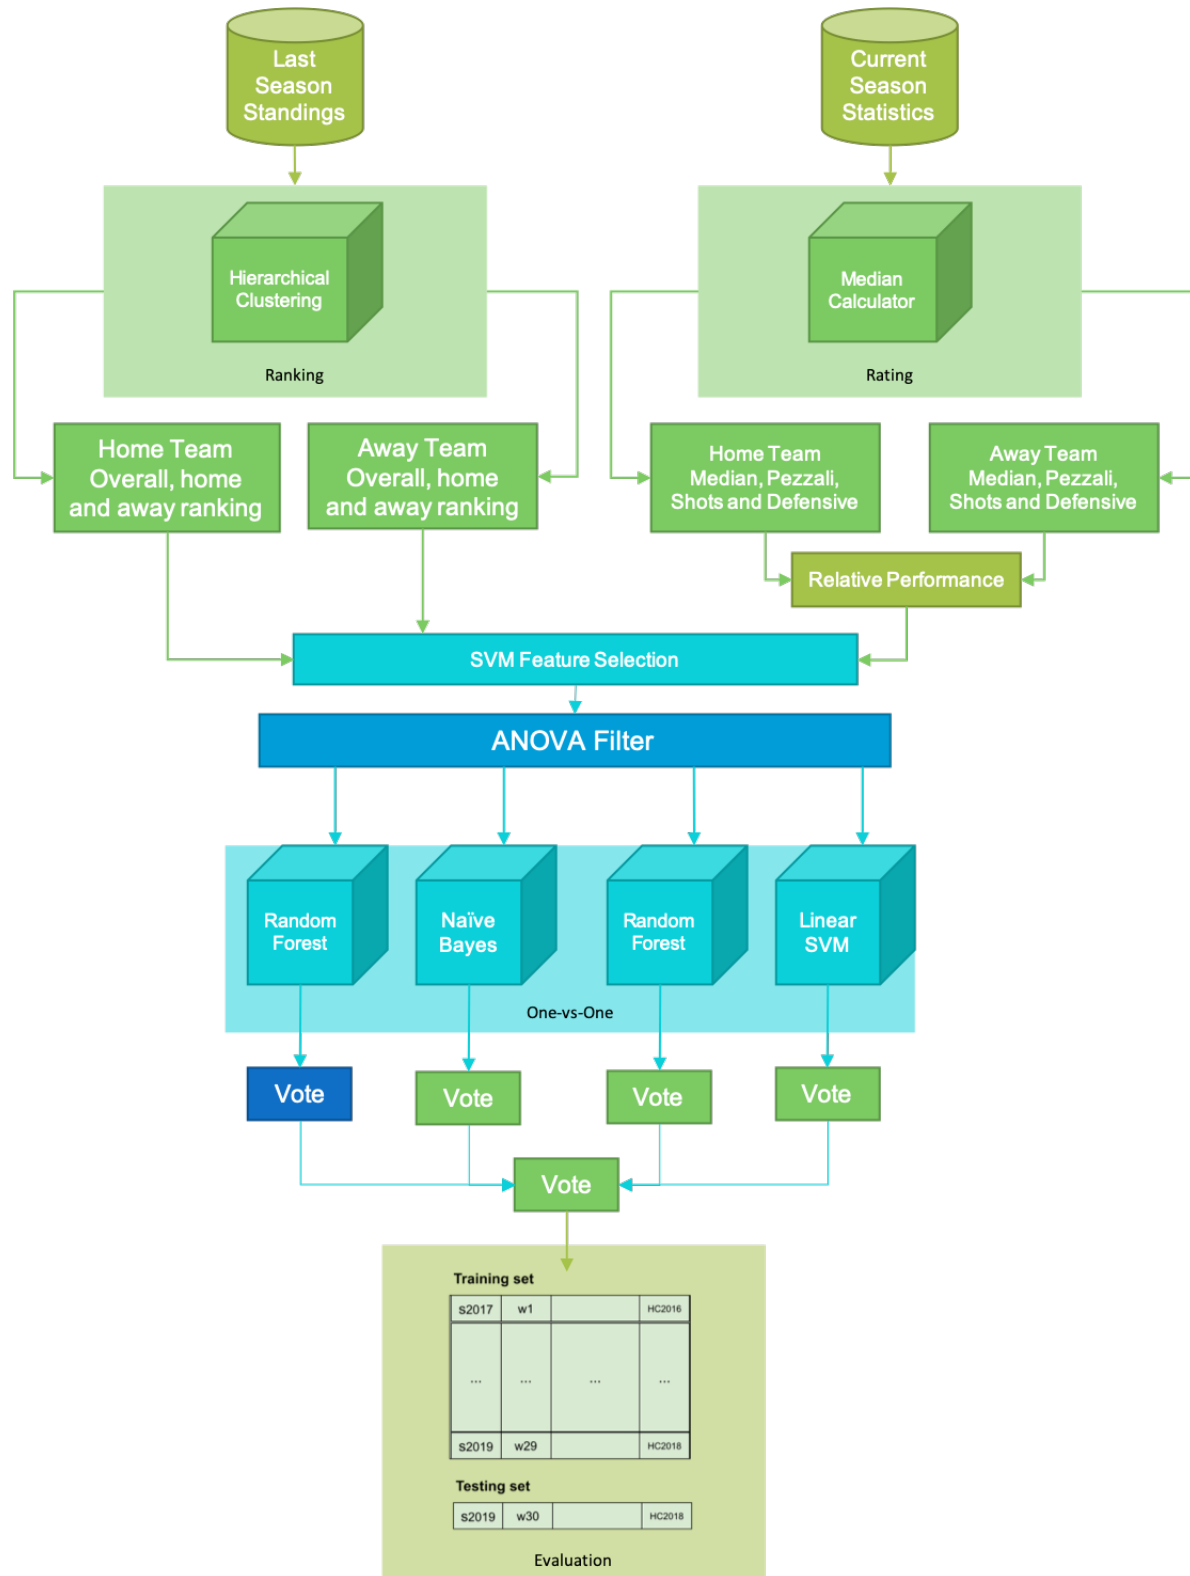 Last
Season
Standings
Current
Season
Statistics
Hierarchical
Clustering
Ranking
Median
Calculator
Rating
Home Team
Overall, home
and away ranking
Away Team
Overall, home
and away ranking
Home Team
Median, Pezzali,
Shots and Defensive
Away Team
Median, Pezzali,
Shots and Defensive
Relative Performance
SVM Feature Selection
ANOVA Filter
Random
Forest
Naïve
Bayes
Random
Forest
Linear
SVM
One-vs-One
Vote
Vote
Vote
Vote
Vote
Training set
s2017 w1 HC2016
... ... ... ...
s2019 w29 HC2018
Testing set
s2019 w30 HC2018
Evaluation